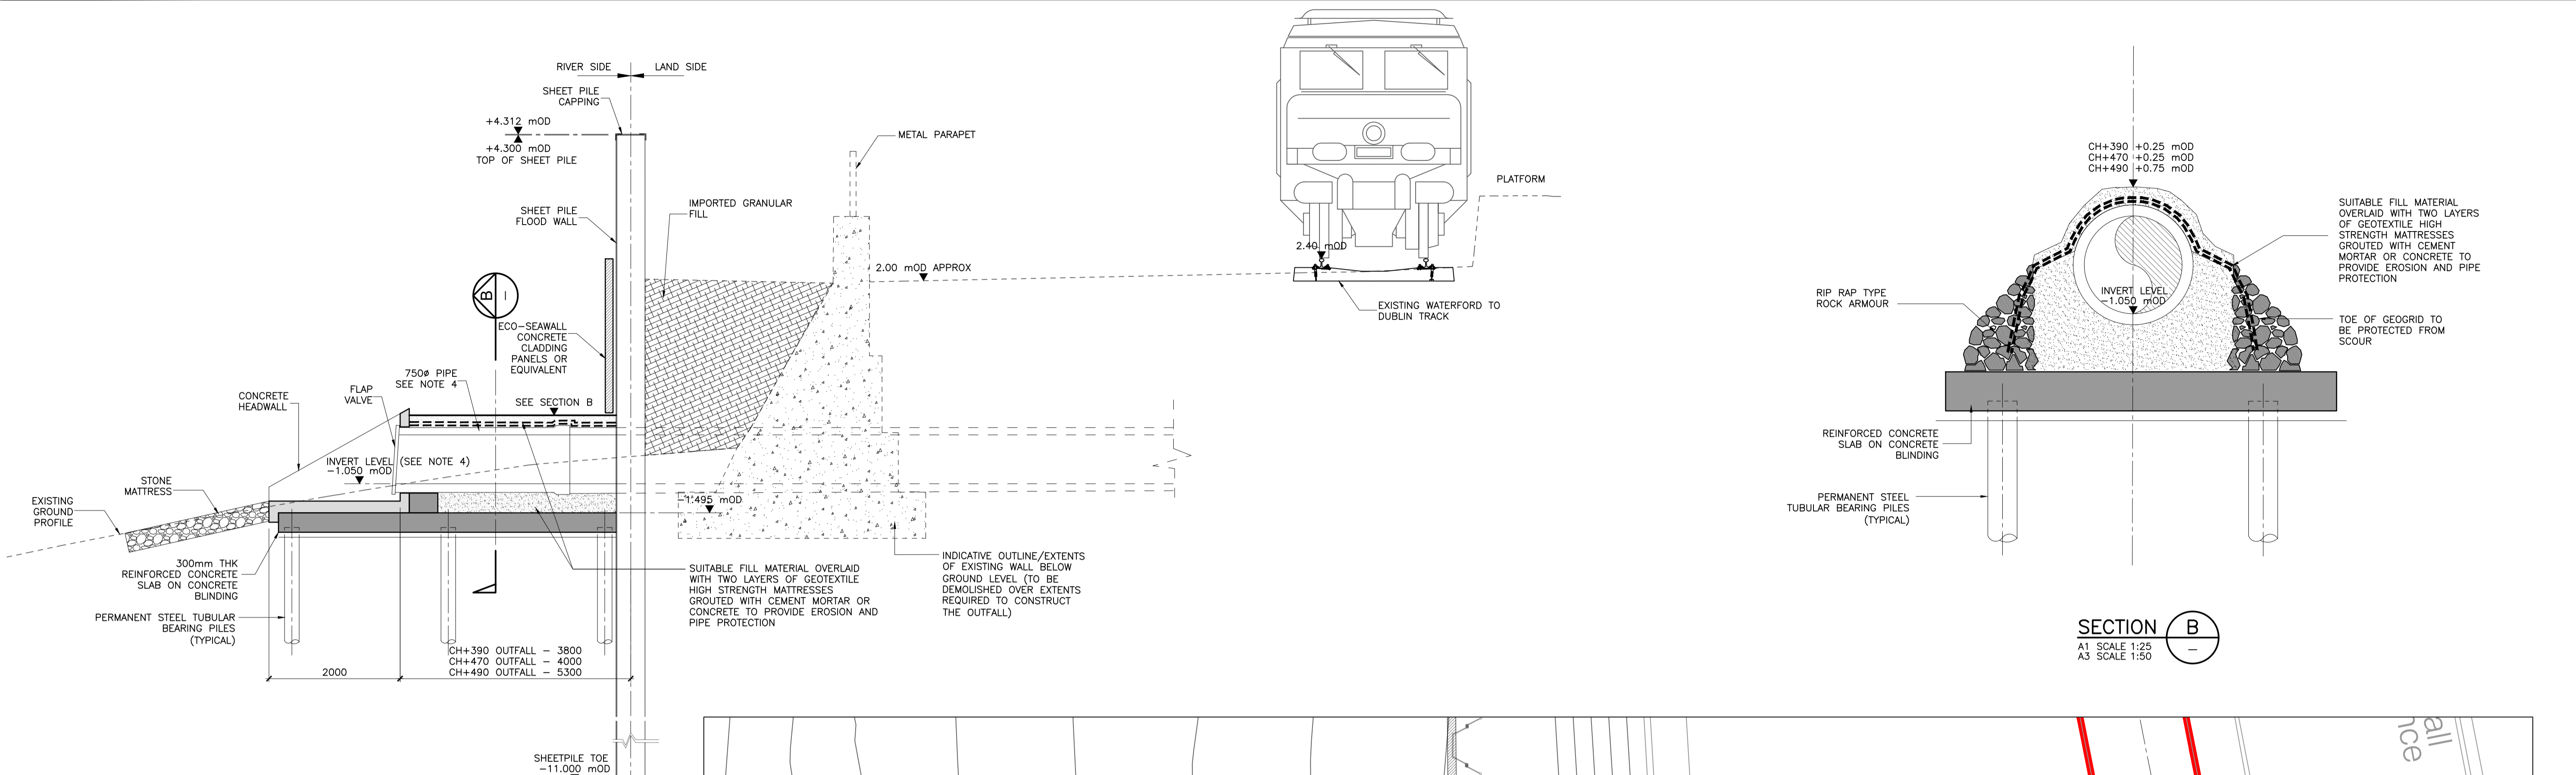 RIVER SIDE
LAND SIDE
SHEET PILE
CAPPING
+4.312 mOD
+4.300 mOD
TOP OF SHEET PILE
METAL PARAPET
SHEET PILE
FLOOD WALL
IMPORTED GRANULAR
FILL
2.00 mOD APPROX
2.40 mOD
PLATFORM
EXISTING WATERFORD TO
DUBLIN TRACK
B
–
ECO–SEAWALL
CONCRETE
CLADDING
PANELS OR
EQUIVALENT
750ø PIPE
SEE NOTE 4
FLAP
VALVE
CONCRETE
HEADWALL
SEE SECTION B
INVERT LEVEL (SEE NOTE 4)
–1.050 mOD
STONE
MATTRESS
EXISTING
GROUND
PROFILE
–1.495 mOD
300mm THK
REINFORCED CONCRETE
SLAB ON CONCRETE
BLINDING
PERMANENT STEEL TUBULAR
BEARING PILES
(TYPICAL)
SUITABLE FILL MATERIAL OVERLAID
WITH TWO LAYERS OF GEOTEXTILE
HIGH STRENGTH MATTRESSES
GROUTED WITH CEMENT MORTAR OR
CONCRETE TO PROVIDE EROSION AND
PIPE PROTECTION
INDICATIVE OUTLINE/EXTENTS
OF EXISTING WALL BELOW
GROUND LEVEL (TO BE
DEMOLISHED OVER EXTENTS
REQUIRED TO CONSTRUCT
THE OUTFALL)
2000
CH+390 OUTFALL – 3800
CH+470 OUTFALL – 4000
CH+490 OUTFALL – 5300
SHEETPILE TOE
–11.000 mOD
CH+390 +0.25 mOD
CH+470 +0.25 mOD
CH+490 +0.75 mOD
SUITABLE FILL MATERIAL
OVERLAID WITH TWO LAYERS
OF GEOTEXTILE HIGH
STRENGTH MATTRESSES
GROUTED WITH CEMENT
MORTAR OR CONCRETE TO
PROVIDE EROSION AND PIPE
PROTECTION
RIP RAP TYPE
ROCK ARMOUR
INVERT LEVEL
–1.050 mOD
TOE OF GEOGRID TO
BE PROTECTED FROM
SCOUR
REINFORCED CONCRETE
SLAB ON CONCRETE
BLINDING
PERMANENT STEEL
TUBULAR BEARING PILES
(TYPICAL)
SECTION
B
–
A1 SCALE 1:25
A3 SCALE 1:50
all
nce